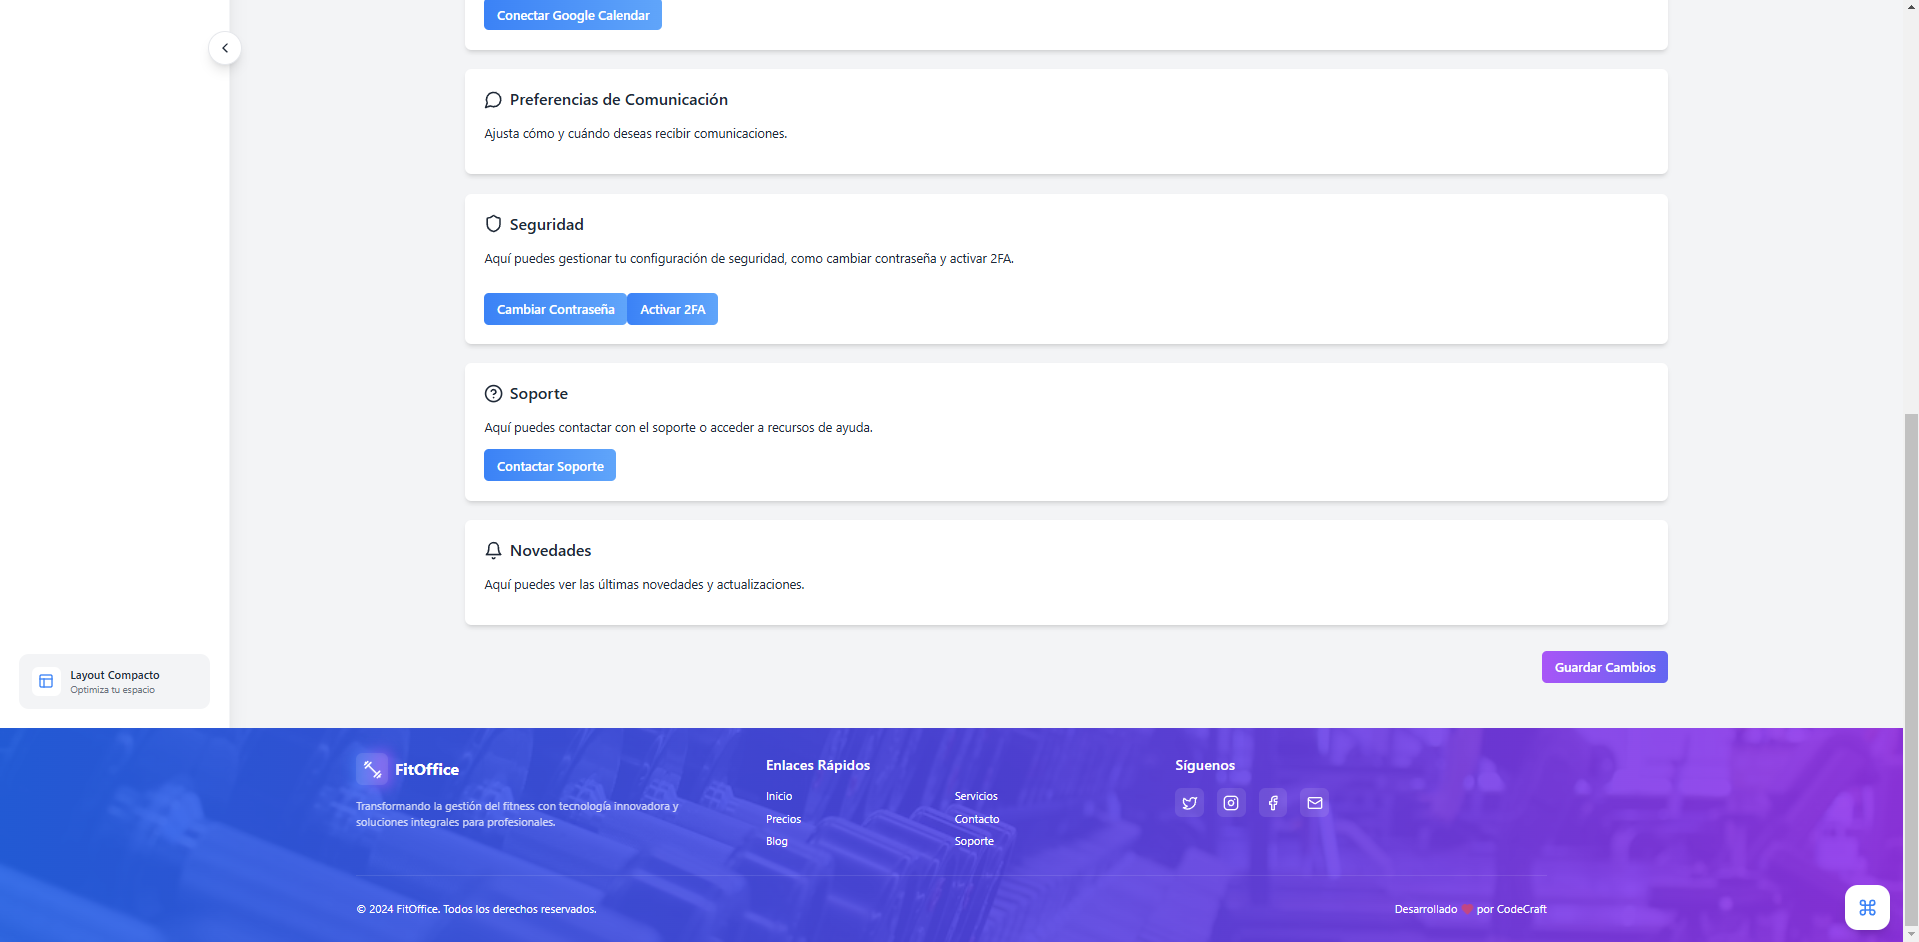 Conectar Google Calendar
Preferencias de Comunicación
Ajusta cómo y cuándo deseas recibir comunicaciones.
Seguridad
Aquí puedes gestionar tu configuración de seguridad, como cambiar contraseña y activar 2FA.
Cambiar Contraseña
Activar 2FA
Soporte
Aquí puedes contactar con el soporte o acceder a recursos de ayuda.
Contactar Soporte
Novedades
Aquí puedes ver las últimas novedades y actualizaciones.
Guardar Cambios
Layout Compacto
Optimiza tu espacio
FitOffice
Transformando la gestión del fitness con tecnología innovadora y
soluciones integrales para profesionales.
Enlaces Rápidos
Inicio
Servicios
Precios
Contacto
Blog
Soporte
Síguenos
© 2024 FitOffice. Todos los derechos reservados.
Desarrollado ❤️ por CodeCraft